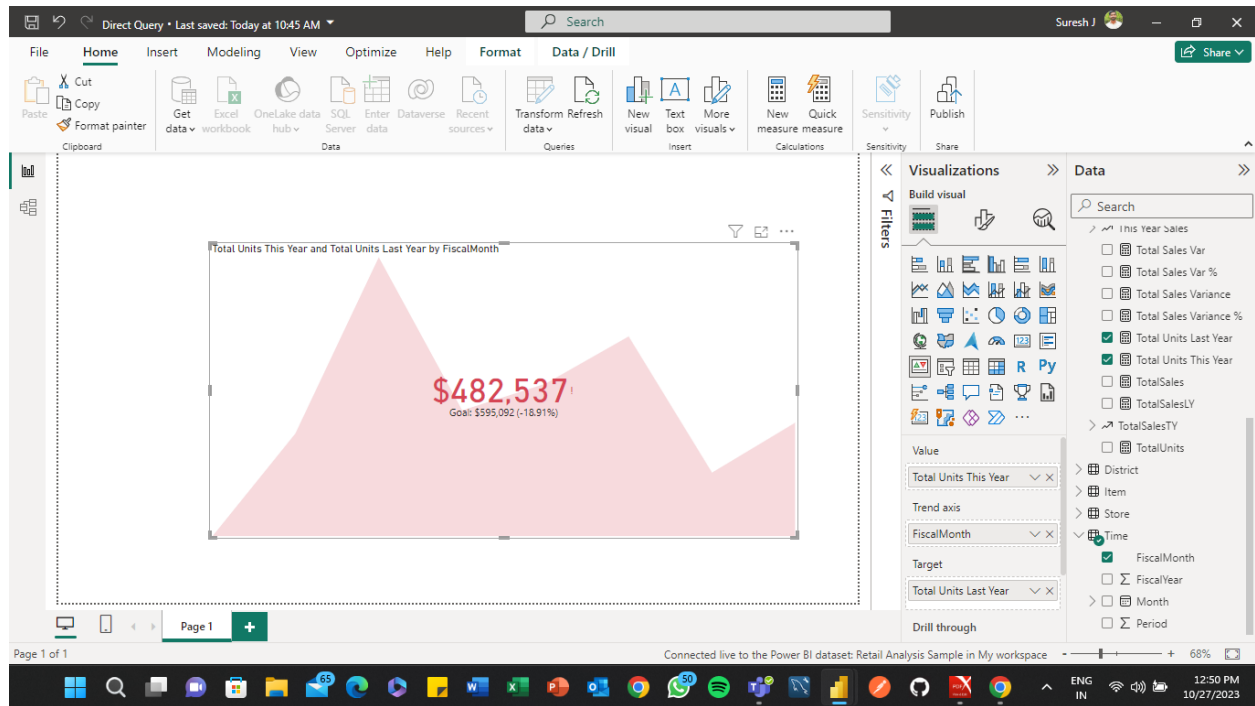 Direct Query • Last saved: Today at 10:45 AM
Search
Suresh J
File Home Insert Modeling View Optimize Help Format Data / Drill
Share
Paste
Cut
Copy
Format painter
Clipboard
Get data
Excel workbook
OneLake data hub
SQL Server
Enter data
Dataverse
Recent sources
Data
Transform data
Refresh
Queries
New visual
Text box
More visuals
Insert
New measure
Quick measure
Calculations
Sensitivity
Sensitivity
Publish
Share
Total Units This Year and Total Units Last Year by FiscalMonth
$482,537!
Goal: $595,092 (-18.91%)
Filters
Visualizations
Build visual
123
R Py
123
Value
Total Units This Year
Trend axis
FiscalMonth
Target
Total Units Last Year
Drill through
Data
Search
This Year Sales
Total Sales Var
Total Sales Var %
Total Sales Variance
Total Sales Variance %
Total Units Last Year
Total Units This Year
TotalSales
TotalSalesLY
TotalSalesTY
TotalUnits
District
Item
Store
Time
FiscalMonth
FiscalYear
Month
Period
Page 1
Page 1 of 1
Connected live to the Power BI dataset: Retail Analysis Sample in My workspace
68%
65
50
ENG
IN
12:50 PM
10/27/2023